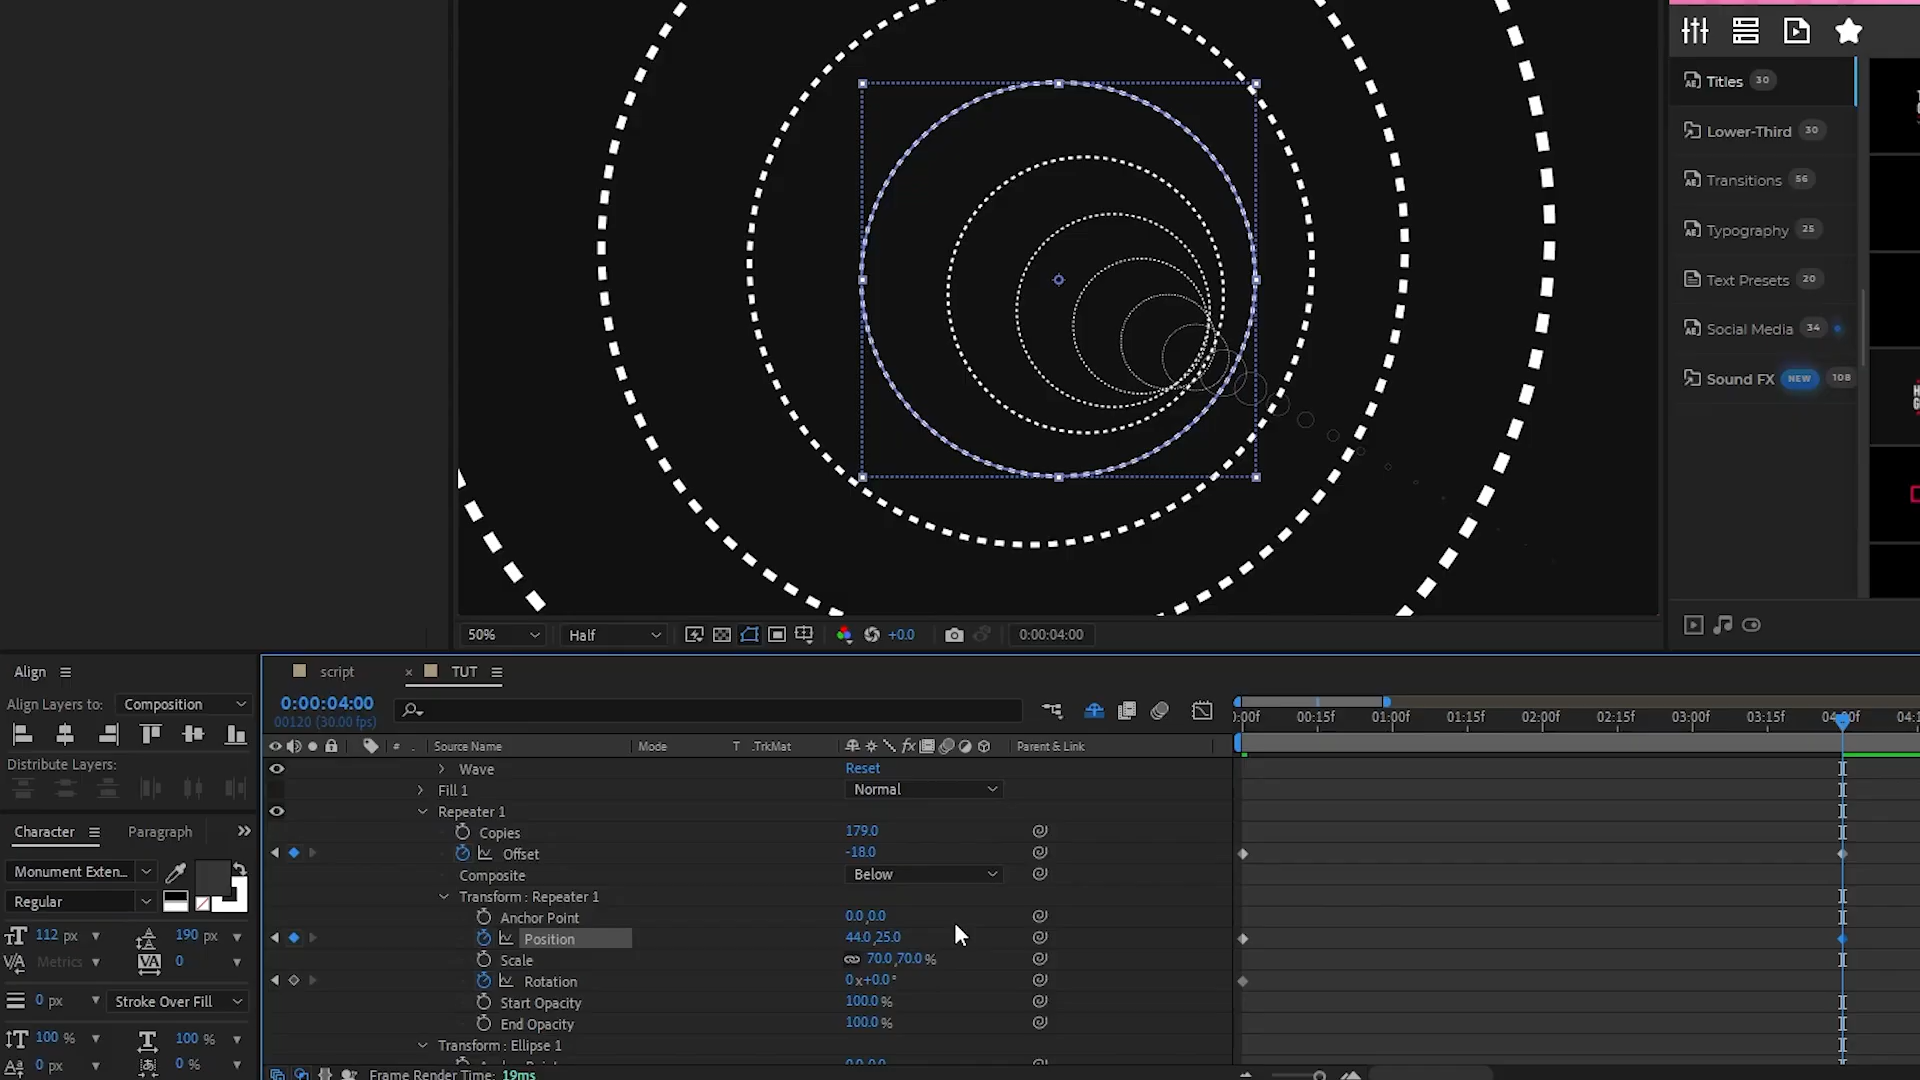 Titles 30
Lower-Third 30
Transitions 56
Typography 25
Text Presets 20
Social Media 34
Sound FX NEW 108
50% Half +0.0 0:00:04:00
Align
Align Layers to: Composition
Distribute Layers:
Character Paragraph
Monument Exten...
Regular
112 px 190 px
Metrics 0
0 px Stroke Over Fill
100 % 100 %
0 px 0 %
script TUT
0:00:04:00
00120 (30.00 fps)
:00f 00:15f 01:00f 01:15f 02:00f 02:15f 03:00f 03:15f 04:00f 04:1
# Source Name Mode T .TrkMat fx Parent & Link
Wave Reset
Fill 1 Normal
Repeater 1
Copies 179.0
Offset -18.0
Composite Below
Transform : Repeater 1
Anchor Point 0.0,0.0
Position 44.0,25.0
Scale 70.0,70.0 %
Rotation 0x+0.0°
Start Opacity 100.0 %
End Opacity 100.0 %
Transform : Ellipse 1
Frame Render Time: 19ms